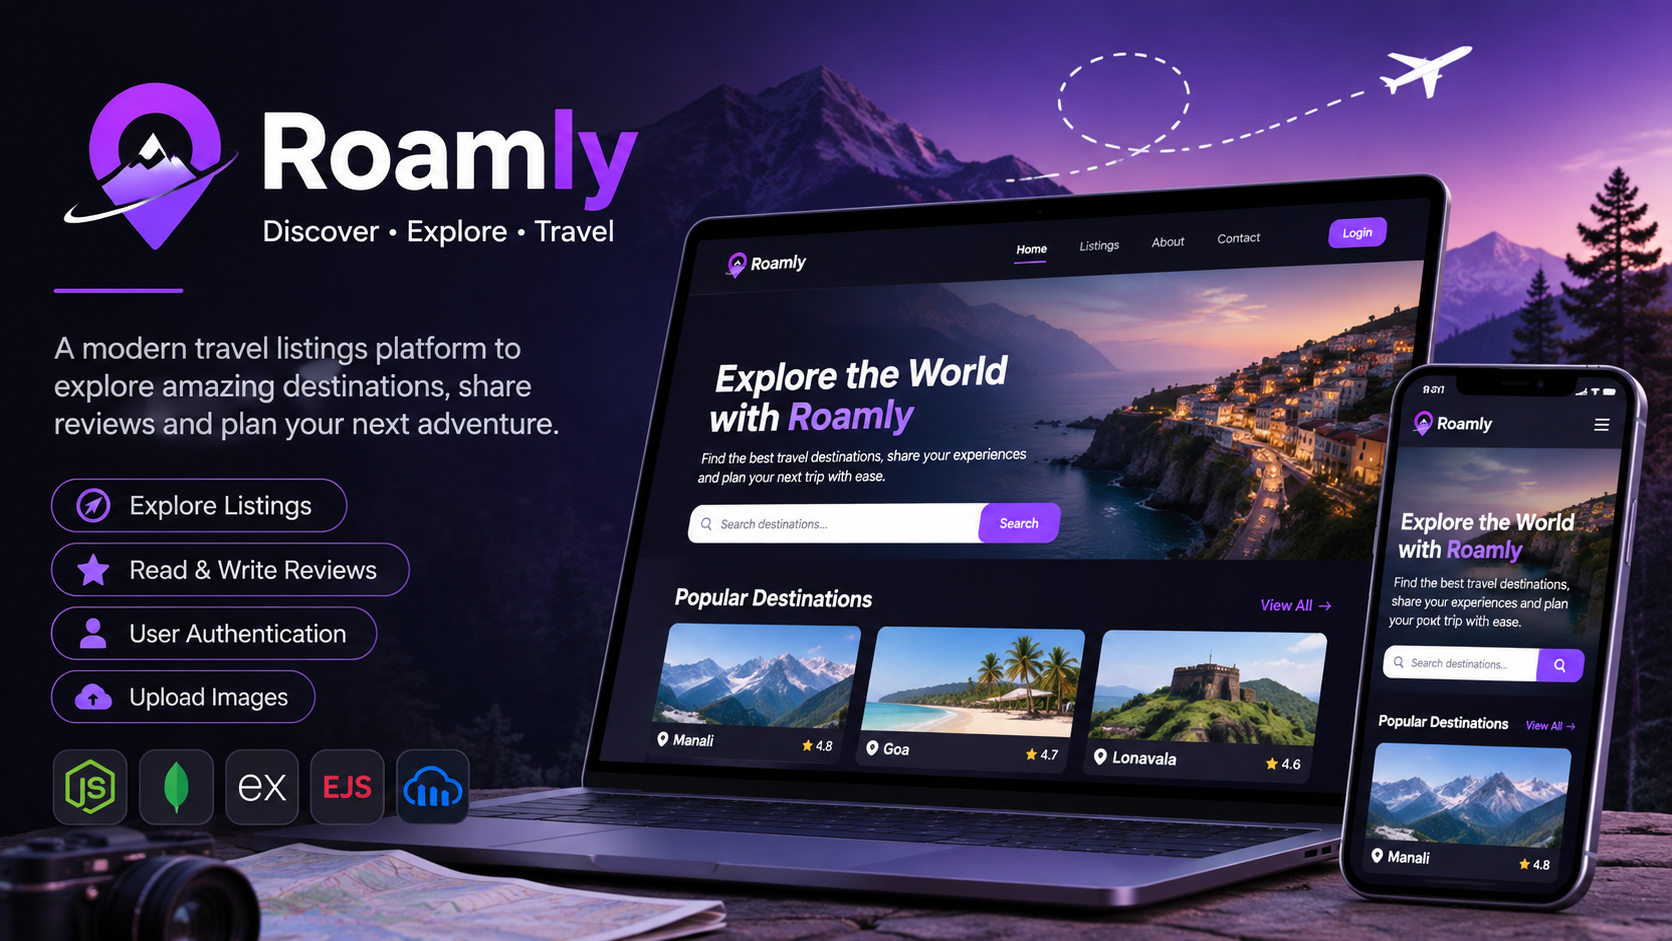 Roamly
Discover • Explore • Travel
A modern travel listings platform to
explore amazing destinations, share
reviews and plan your next adventure.
Explore Listings
Read & Write Reviews
User Authentication
Upload Images
JS
ex
EJS
Roamly
Home
Listings
About
Contact
Login
Explore the World
with Roamly
Find the best travel destinations, share your experiences
and plan your next trip with ease.
Search destinations...
Search
Popular Destinations
View All →
Manali
4.8
Goa
4.7
Lonavala
4.6
Roamly
Explore the World
with Roamly
Find the best travel destinations,
share your experiences and plan
your trip with ease.
Search destinations...
Popular Destinations
View All →
Manali
4.8